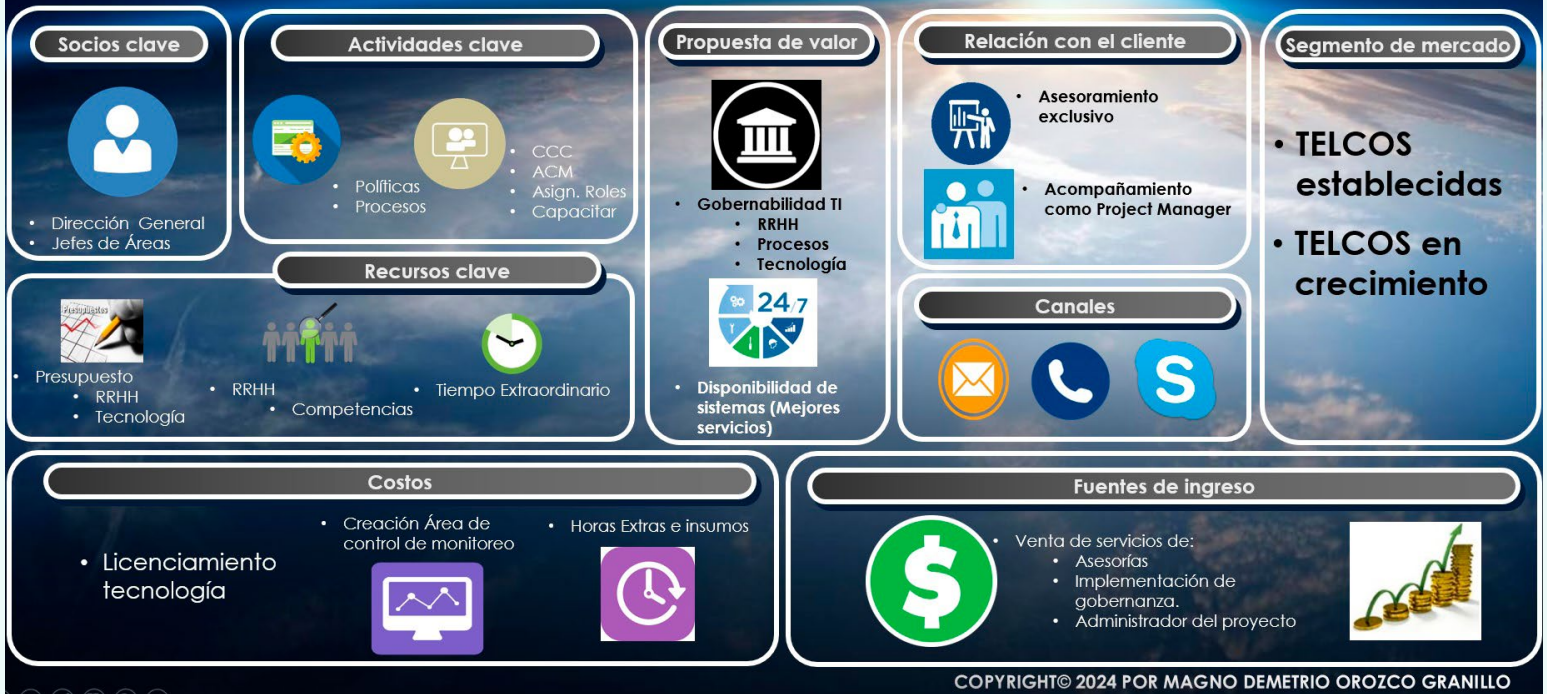 Socios clave
• Dirección General
• Jefes de Áreas
Actividades clave
• Políticas
• Procesos
• CCC
• ACM
• Asign. Roles
• Capacitar
Recursos clave
Presupuestos
• Presupuesto
• RRHH
• Tecnología
• RRHH
• Competencias
• Tiempo Extraordinario
Propuesta de valor
• Gobernabilidad TI
• RRHH
• Procesos
• Tecnología
24/7
• Disponibilidad de
sistemas (Mejores
servicios)
Relación con el cliente
• Asesoramiento
exclusivo
• Acompañamiento
como Project Manager
Canales
S
Segmento de mercado
• TELCOS
establecidas
• TELCOS en
crecimiento
Costos
• Licenciamiento
tecnología
• Creación Área de
control de monitoreo
• Horas Extras e insumos
Fuentes de ingreso
$
• Venta de servicios de:
• Asesorías
• Implementación de
gobernanza.
• Administrador del proyecto
COPYRIGHT© 2024 POR MAGNO DEMETRIO OROZCO GRANILLO